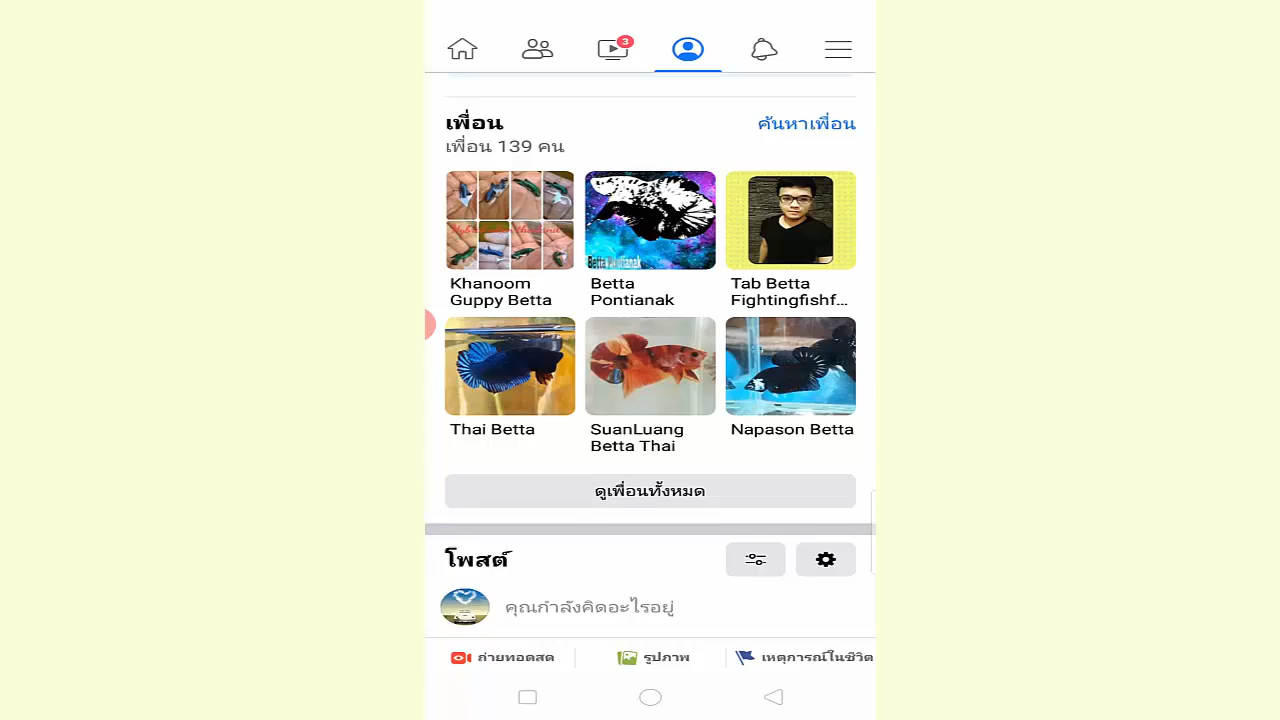 3
เพื่อน
ค้นหาเพื่อน
เพื่อน 139 คน
Betta Pontianak
Khanoom
Guppy Betta
Betta
Pontianak
Tab Betta
Fightingfishf...
Thai Betta
SuanLuang
Betta Thai
Napason Betta
ดูเพื่อนทั้งหมด
โพสต์
คุณกำลังคิดอะไรอยู่
ถ่ายทอดสด
รูปภาพ
เหตุการณ์ในชีวิต